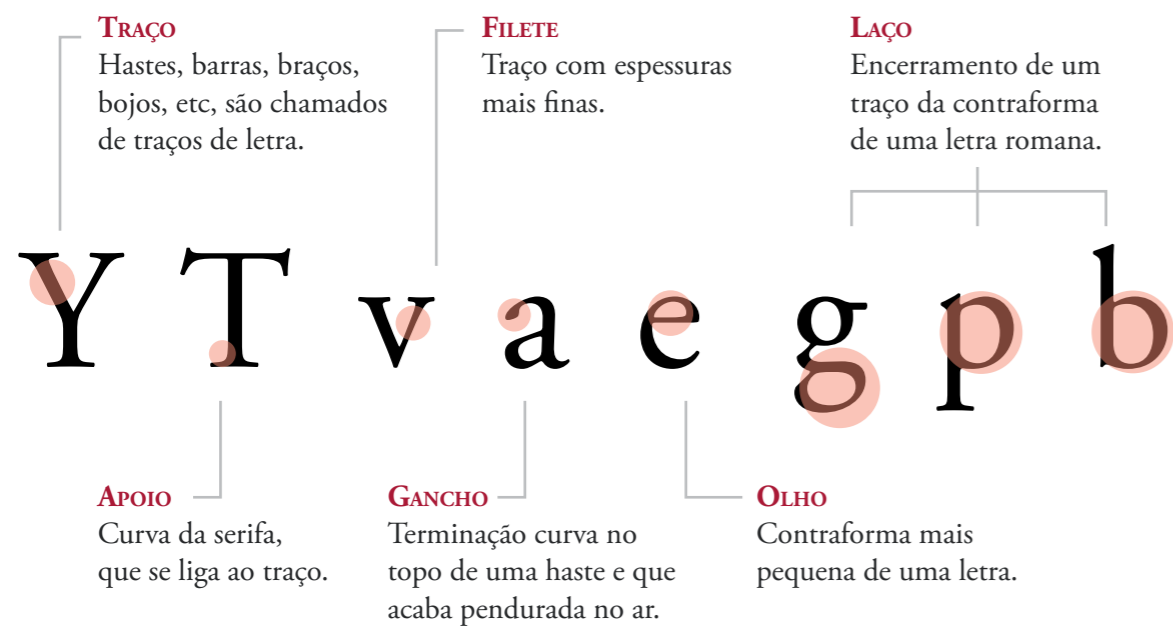 Traço
Hastes, barras, braços,
bojos, etc, são chamados
de traços de letra.
Filete
Traço com espessuras
mais finas.
Laço
Encerramento de um
traço da contraforma
de uma letra romana.
Y T v a e g p b
Apoio
Curva da serifa,
que se liga ao traço.
Gancho
Terminação curva no
topo de uma haste e que
acaba pendurada no ar.
Olho
Contraforma mais
pequena de uma letra.